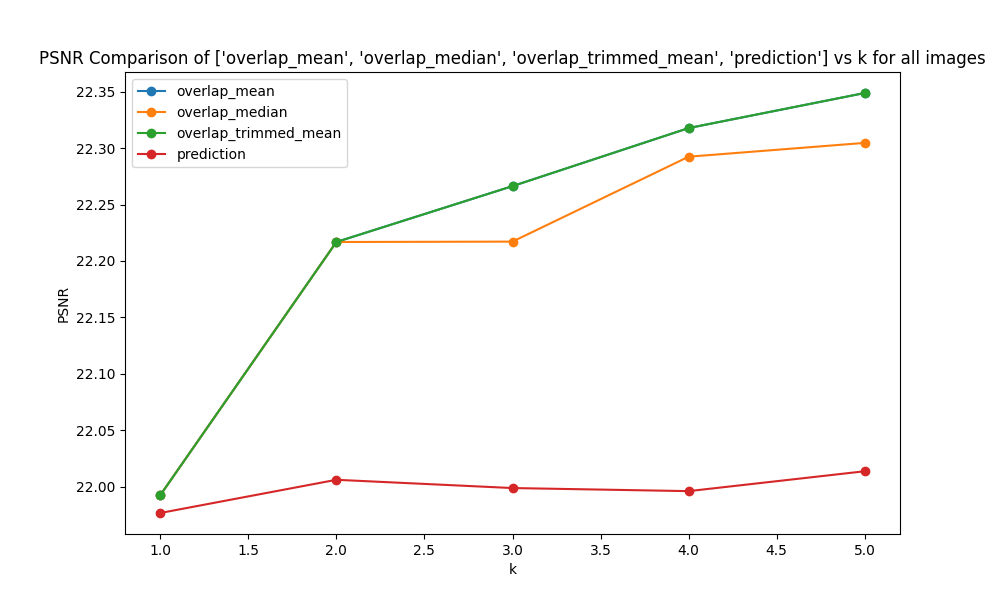 PSNR Comparison of ['overlap_mean', 'overlap_median', 'overlap_trimmed_mean', 'prediction'] vs k for all images
overlap_mean
overlap_median
overlap_trimmed_mean
prediction
22.35
22.30
22.25
22.20
22.15
22.10
22.05
22.00
PSNR
1.0 1.5 2.0 2.5 3.0 3.5 4.0 4.5 5.0
k